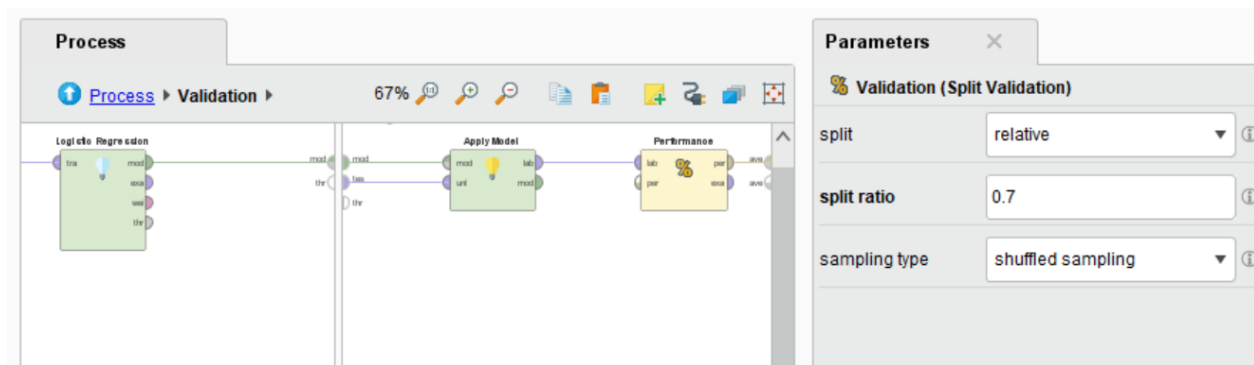 Process
Process ▸ Validation ▸
67%
Logistic Regression
tra
mod
exa
wei
thr
mod
thr
mod
tes
thr
Apply Model
mod
unl
lab
mod
Performance
lab
per
per
exa
ave
ave
Parameters
% Validation (Split Validation)
split
relative
split ratio
0.7
sampling type
shuffled sampling